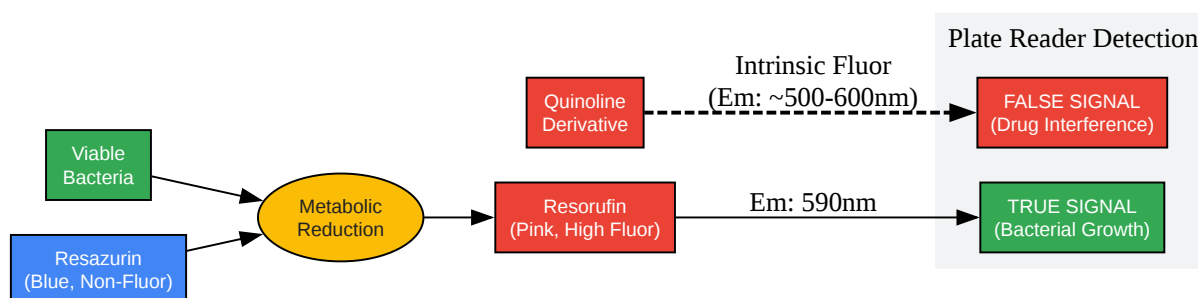 Plate Reader Detection
Intrinsic Fluor
(Em: ~500-600nm)
Quinoline
Derivative
FALSE SIGNAL
(Drug Interference)
Viable
Bacteria
Metabolic
Reduction
Resorufin
(Pink, High Fluor)
Em: 590nm
TRUE SIGNAL
(Bacterial Growth)
Resazurin
(Blue, Non-Fluor)